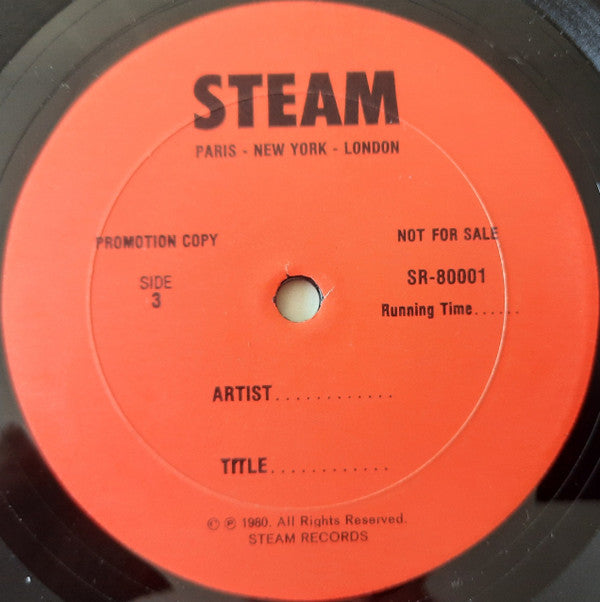 STEAM
PARIS - NEW YORK - LONDON
PROMOTION COPY NOT FOR SALE
SIDE SR-80001
3 Running Time......
ARTIST............
TITLE............
© ℗ 1980. All Rights Reserved.
STEAM RECORDS